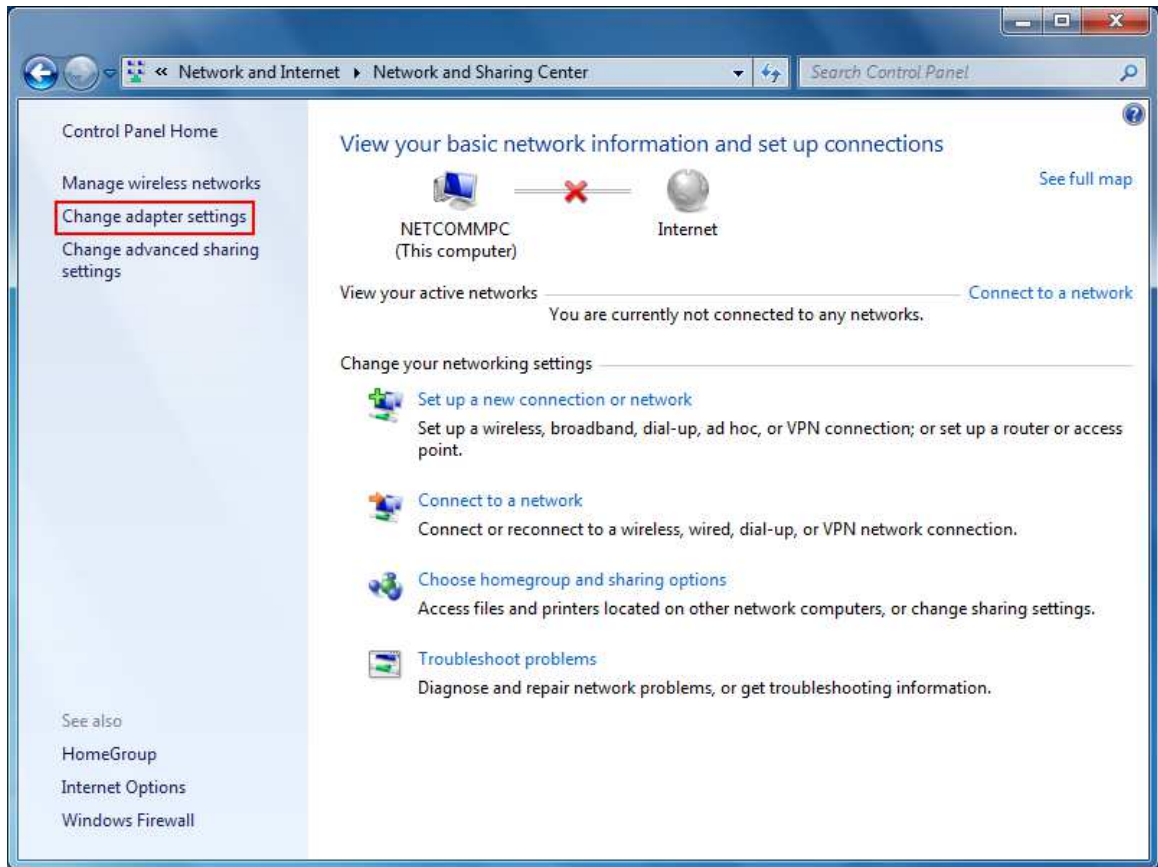 « Network and Internet ▸ Network and Sharing Center
Search Control Panel
Control Panel Home
Manage wireless networks
Change adapter settings
Change advanced sharing
settings
See also
HomeGroup
Internet Options
Windows Firewall
View your basic network information and set up connections
See full map
NETCOMMPC
(This computer)
Internet
View your active networks
Connect to a network
You are currently not connected to any networks.
Change your networking settings
Set up a new connection or network
Set up a wireless, broadband, dial-up, ad hoc, or VPN connection; or set up a router or access
point.
Connect to a network
Connect or reconnect to a wireless, wired, dial-up, or VPN network connection.
Choose homegroup and sharing options
Access files and printers located on other network computers, or change sharing settings.
Troubleshoot problems
Diagnose and repair network problems, or get troubleshooting information.